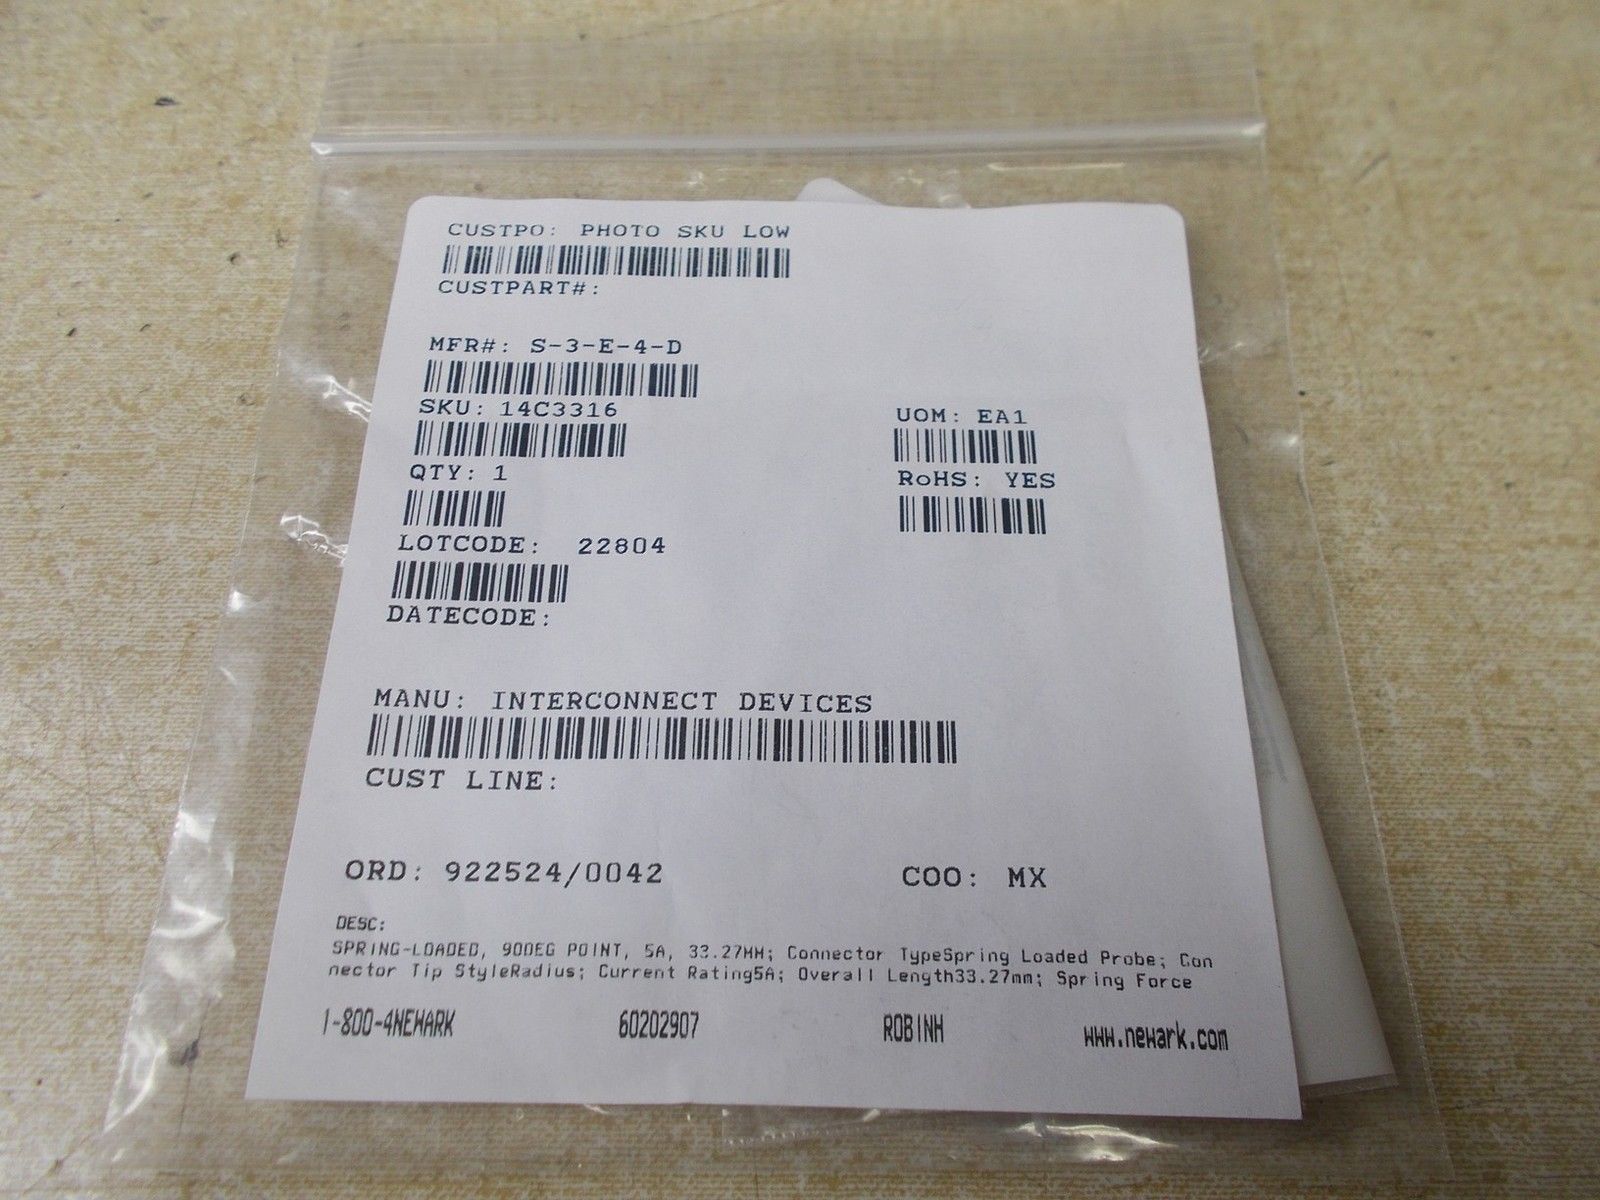 CUSTPO: PHOTO SKU LOW
CUSTPART#:
MFR#: S-3-E-4-D
SKU: 14C3316
UOM: EA1
QTY: 1
RoHS: YES
LOTCODE: 22804
DATECODE:
MANU: INTERCONNECT DEVICES
CUST LINE:
ORD: 922524/0042 COO: MX
DESC:
SPRING-LOADED, 90DEG POINT, 5A, 33.27MM; Connector TypeSpring Loaded Probe; Con
nector Tip StyleRadius; Current Rating5A; Overall Length33.27mm; Spring Force
1-800-4NEWARK 60202907 ROBINH www.newark.com